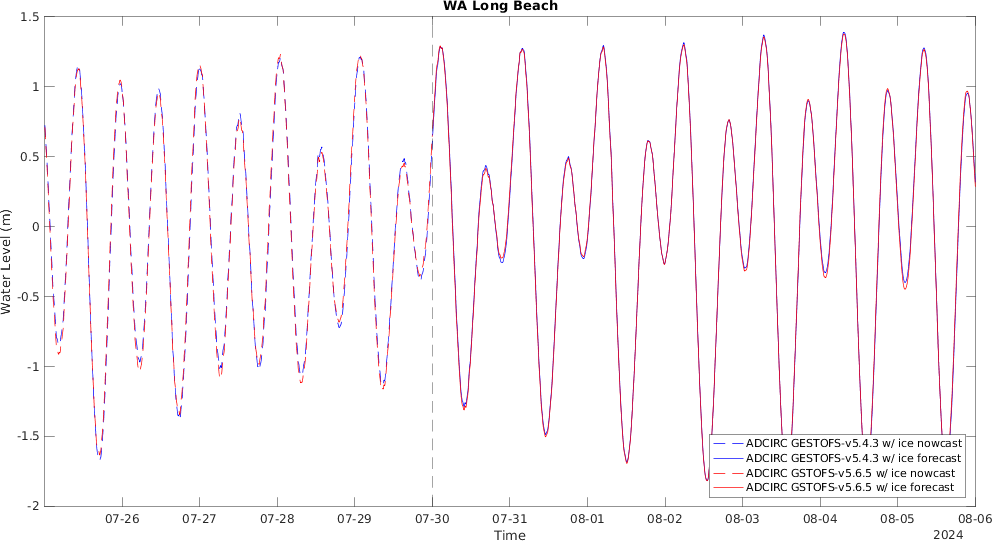 WA Long Beach
1.5
1
0.5
0
-0.5
-1
-1.5
-2
Water Level (m)
ADCIRC GESTOFS-v5.4.3 w/ ice nowcast
ADCIRC GESTOFS-v5.4.3 w/ ice forecast
ADCIRC GSTOFS-v5.6.5 w/ ice nowcast
ADCIRC GSTOFS-v5.6.5 w/ ice forecast
07-26 07-27 07-28 07-29 07-30 07-31 08-01 08-02 08-03 08-04 08-05 08-06
Time
2024